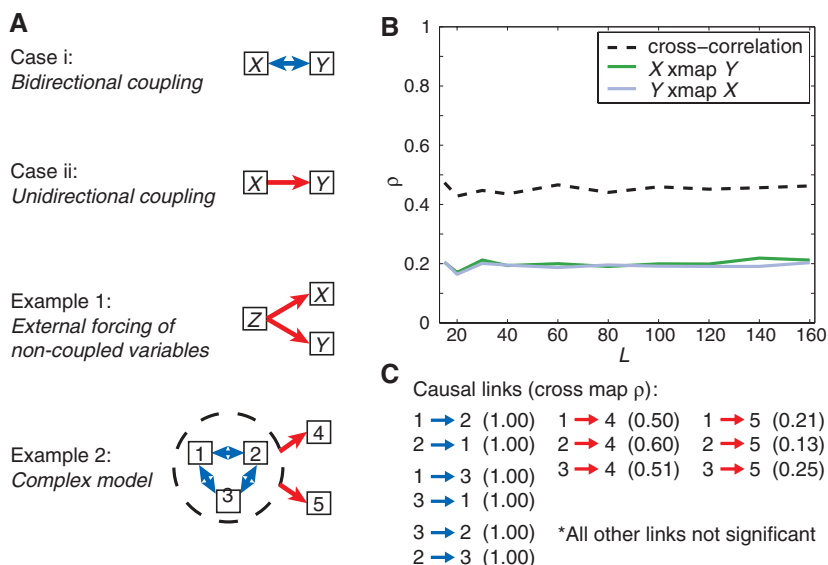 A
Case i:
Bidirectional coupling
X Y
Case ii:
Unidirectional coupling
X Y
Example 1:
External forcing of
non-coupled variables
Z X Y
Example 2:
Complex model
1 2 3 4 5
B
1
0.8
0.6
0.4
0.2
0
ρ
cross-correlation
X xmap Y
Y xmap X
20 40 60 80 100 120 140 160
L
C
Causal links (cross map ρ):
1 → 2 (1.00) 1 → 4 (0.50) 1 → 5 (0.21)
2 → 1 (1.00) 2 → 4 (0.60) 2 → 5 (0.13)
1 → 3 (1.00) 3 → 4 (0.51) 3 → 5 (0.25)
3 → 1 (1.00)
3 → 2 (1.00) *All other links not significant
2 → 3 (1.00)